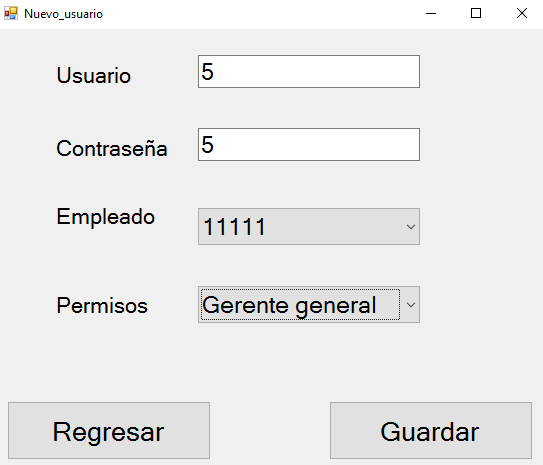 Nuevo_usuario
Usuario 5
Contraseña 5
Empleado 11111
Permisos Gerente general
Regresar Guardar